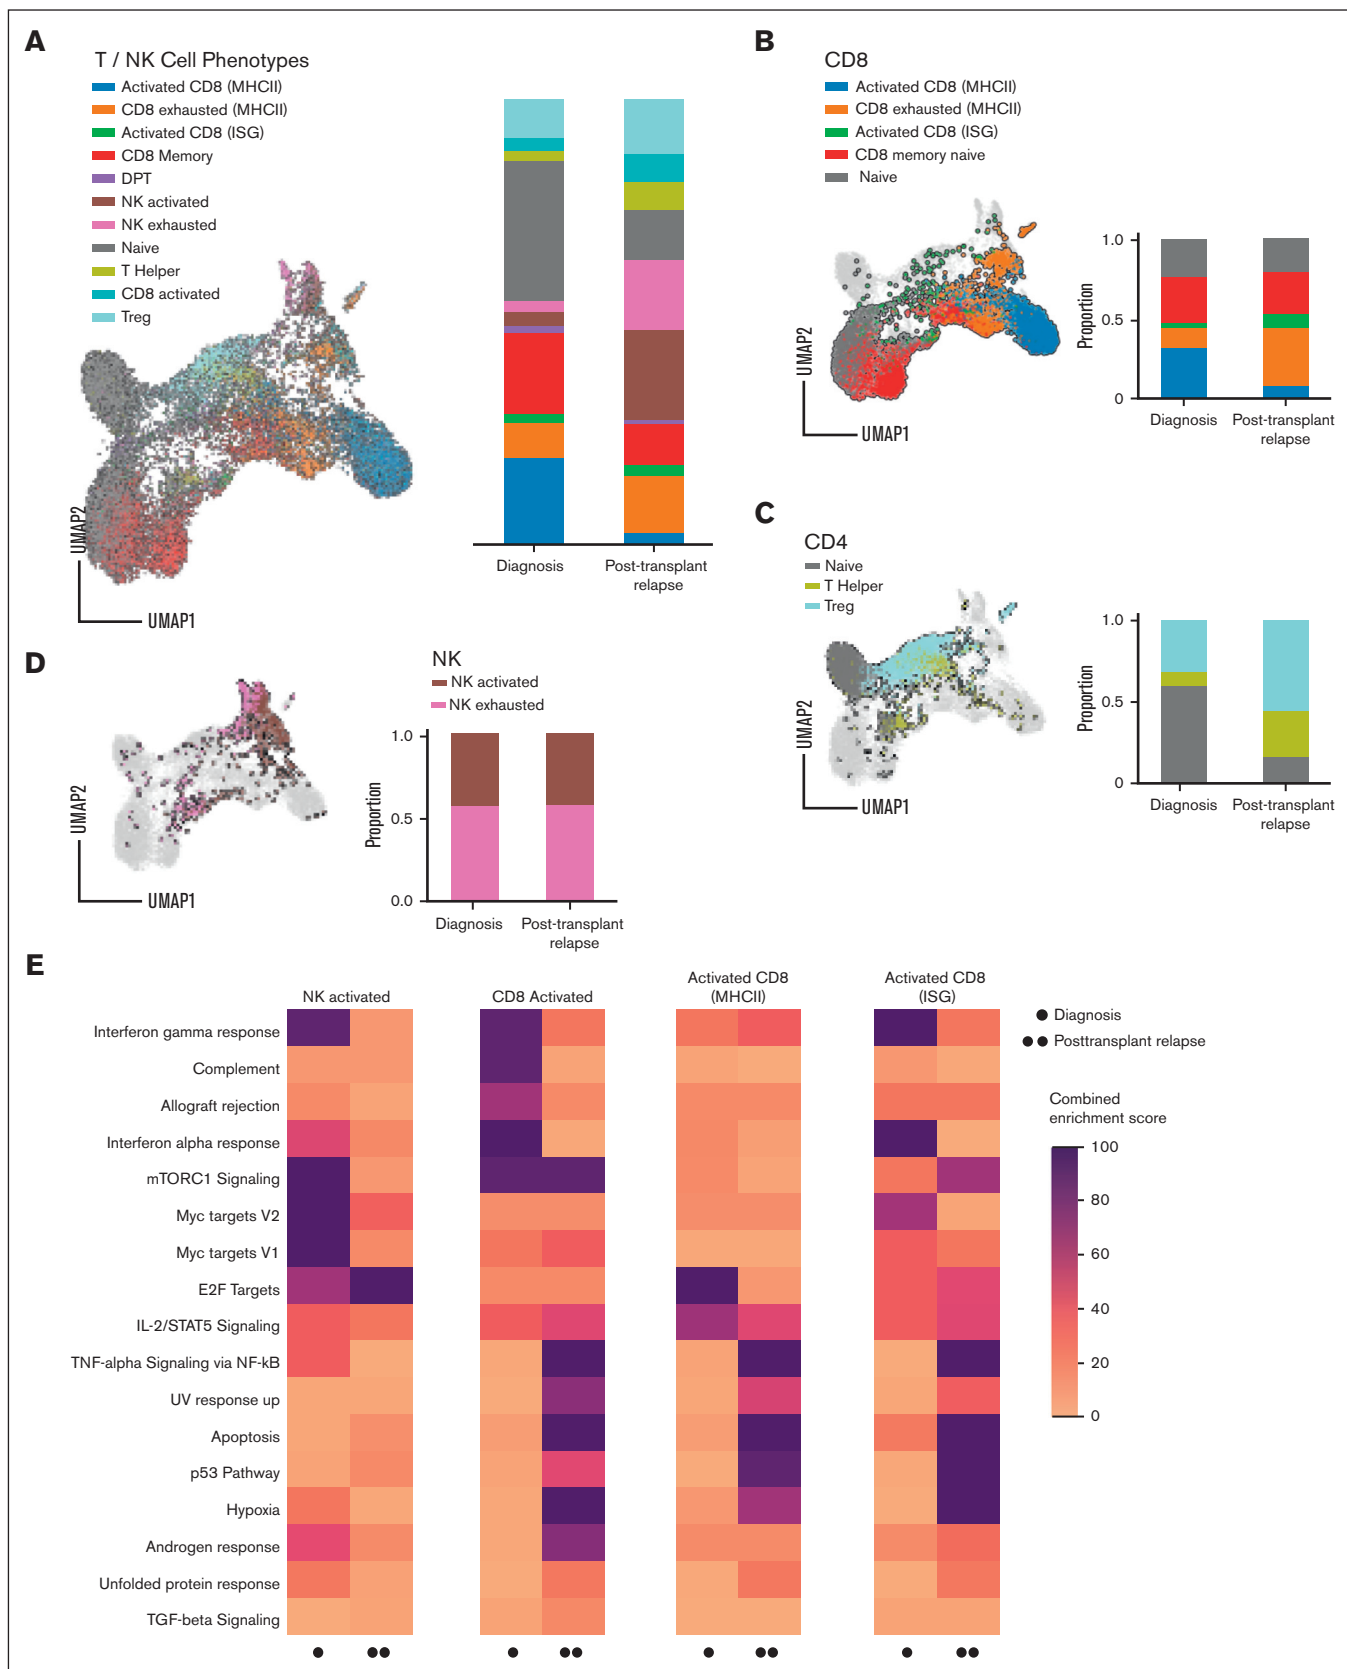 A
T / NK Cell Phenotypes
Activated CD8 (MHCII)
CD8 exhausted (MHCII)
Activated CD8 (ISG)
CD8 Memory
DPT
NK activated
NK exhausted
Naive
T Helper
CD8 activated
Treg
UMAP2
UMAP1
Diagnosis
Post-transplant
relapse
B
CD8
Activated CD8 (MHCII)
CD8 exhausted (MHCII)
Activated CD8 (ISG)
CD8 memory naive
Naive
UMAP2
UMAP1
Proportion
1.0
0.5
0
Diagnosis
Post-transplant
relapse
C
CD4
Naive
T Helper
Treg
UMAP2
UMAP1
Proportion
1.0
0.5
0
Diagnosis
Post-transplant
relapse
D
NK
NK activated
NK exhausted
UMAP2
UMAP1
Proportion
1.0
0.5
0.0
Diagnosis
Post-transplant
relapse
E
NK activated
CD8 Activated
Activated CD8
(MHCII)
Activated CD8
(ISG)
Interferon gamma response
Complement
Allograft rejection
Interferon alpha response
mTORC1 Signaling
Myc targets V2
Myc targets V1
E2F Targets
IL-2/STAT5 Signaling
TNF-alpha Signaling via NF-kB
UV response up
Apoptosis
p53 Pathway
Hypoxia
Androgen response
Unfolded protein response
TGF-beta Signaling
Diagnosis
Posttransplant relapse
Combined
enrichment score
100
80
60
40
20
0